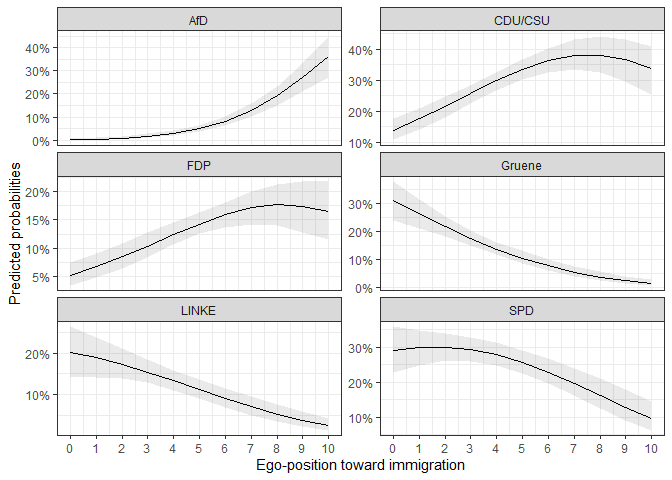 AfD
CDU/CSU
40%
30%
20%
10%
0%
40%
30%
20%
10%
FDP
Gruene
20%
15%
10%
5%
30%
20%
10%
0%
LINKE
SPD
20%
10%
30%
20%
10%
0 1 2 3 4 5 6 7 8 9 10
0 1 2 3 4 5 6 7 8 9 10
Ego-position toward immigration
Predicted probabilities